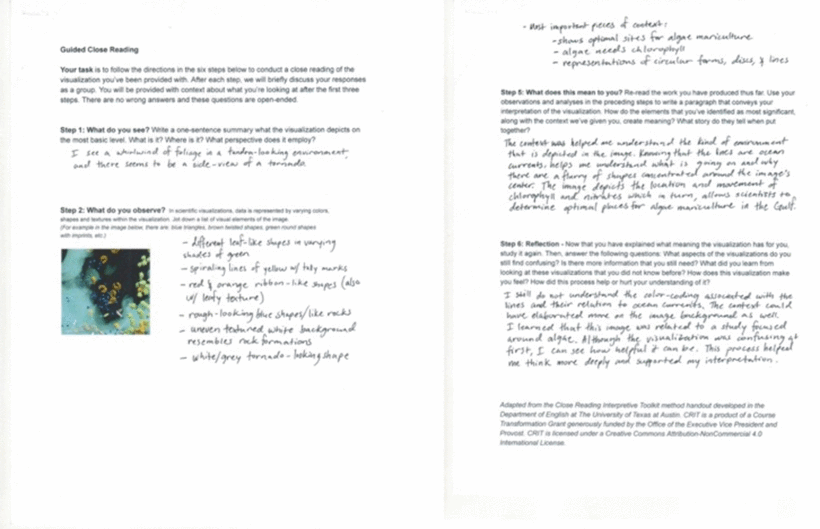 Guided Close Reading
Your task is to follow the directions in the six steps below to conduct a close reading of the
visualization you've been provided with. After each step, we will briefly discuss your responses
as a group. You will be provided with context about what you're looking at after the first three
steps. There are no wrong answers and these questions are open-ended.
Step 1: What do you see? Write a one-sentence summary what the visualization depicts on
the most basic level. What is it? Where is it? What perspective does it employ?
I see a whirlwind of foliage in a tundra-looking environment,
and there seems to be a side-view of a tornado.
Step 2: What do you observe? In scientific visualizations, data is represented by varying colors,
shapes and textures within the visualization. Jot down a list of visual elements of the image.
(For example in the image below, there are: blue triangles, brown twisted shapes, green round shapes
with imprints, etc.)
- different leaf-like shapes in varying
shades of green
- spiraling lines of yellow w/ tally marks
- red & orange ribbon-like shapes (also
w/ leafy texture)
- rough-looking blue shapes/like rocks
- uneven textured white background
resembles rock formations
- white/grey tornado-looking shape
- Most important pieces of context:
- shows optimal sites for algae mariculture
- algae needs chlorophyll
- representations of circular forms, discs, & lines
Step 5: What does this mean to you? Re-read the work you have produced thus far. Use your
observations and analyses in the preceding steps to write a paragraph that conveys your
interpretation of the visualization. How do the elements that you've identified as most significant,
along with the context we've given you, create meaning? What story do they tell when put
together?
The context was helped me understand the kind of environment
that is depicted in the image. Knowing that the lines are ocean
currents, helps me understand what is going on and why
there are a flurry of shapes concentrated around the image's
center. The image depicts the location and movement of
chlorophyll and nitrates which in turn, allows scientists to
determine optimal places for algae mariculture in the Gulf.
Step 6: Reflection - Now that you have explained what meaning the visualization has for you,
study it again. Then, answer the following questions: What aspects of the visualizations do you
still find confusing? Is there more information that you still need? What did you learn from
looking at these visualizations that you did not know before? How does this visualization make
you feel? How did this process help or hurt your understanding of it?
I still do not understand the color-coding associated with the
lines and their relation to ocean currents. The context could
have elaborated more on the image background as well.
I learned that this image was related to a study focused
around algae. Although the visualization was confusing at
first, I can see how helpful it can be. This process helped
me think more deeply and supported my interpretation.
Adapted from the Close Reading Interpretive Toolkit method handout developed in the
Department of English at The University of Texas at Austin. CRIT is a product of a Course
Transformation Grant generously funded by the Office of the Executive Vice President and
Provost. CRIT is licensed under a Creative Commons Attribution-NonCommercial 4.0
International License.